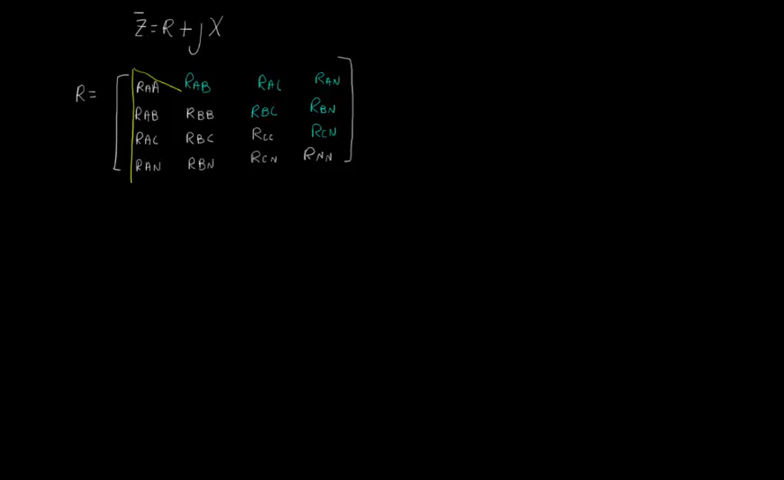 Z̄ = R + jX
R =
RAA RAB RAC RAN
RAB RBB RBC RBN
RAC RBC RCC RCN
RAN RBN RCN RNN